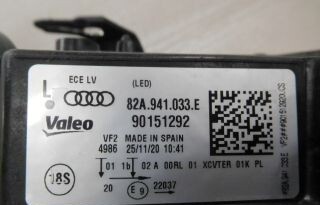 ECE LV (LED)
L
82A.941.033.E
Valeo 90151292
VF2 MADE IN SPAIN
4986 25/11/20 10:41
01 1b 02 A 00RL 01 XCVTER 01K PL
18S
20 E9 22037